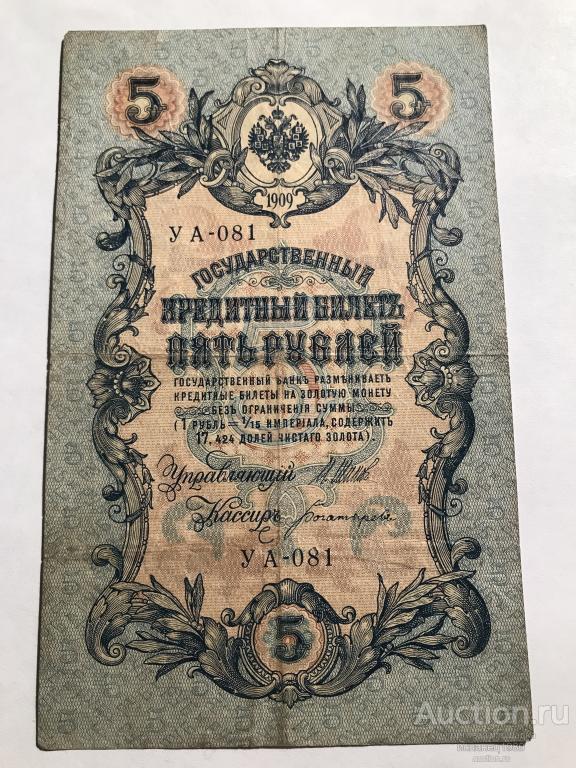 5 5
1909
УА-081
ГОСУДАРСТВЕННЫЙ
КРЕДИТНЫЙ БИЛЕТЪ
ПЯТЬ РУБЛЕЙ
ГОСУДАРСТВЕННЫЙ БАНКЪ РАЗМѢНИВАЕТЪ
КРЕДИТНЫЕ БИЛЕТЫ НА ЗОЛОТУЮ МОНЕТУ
БЕЗЪ ОГРАНИЧЕНІЯ СУММЫ
(1 РУБЛЬ = 1/15 ИМПЕРІАЛА, СОДЕРЖИТЪ
17,424 ДОЛЕЙ ЧИСТАГО ЗОЛОТА).
Управляющій
Кассиръ
УА-081
5
Auction.ru
auction.ru